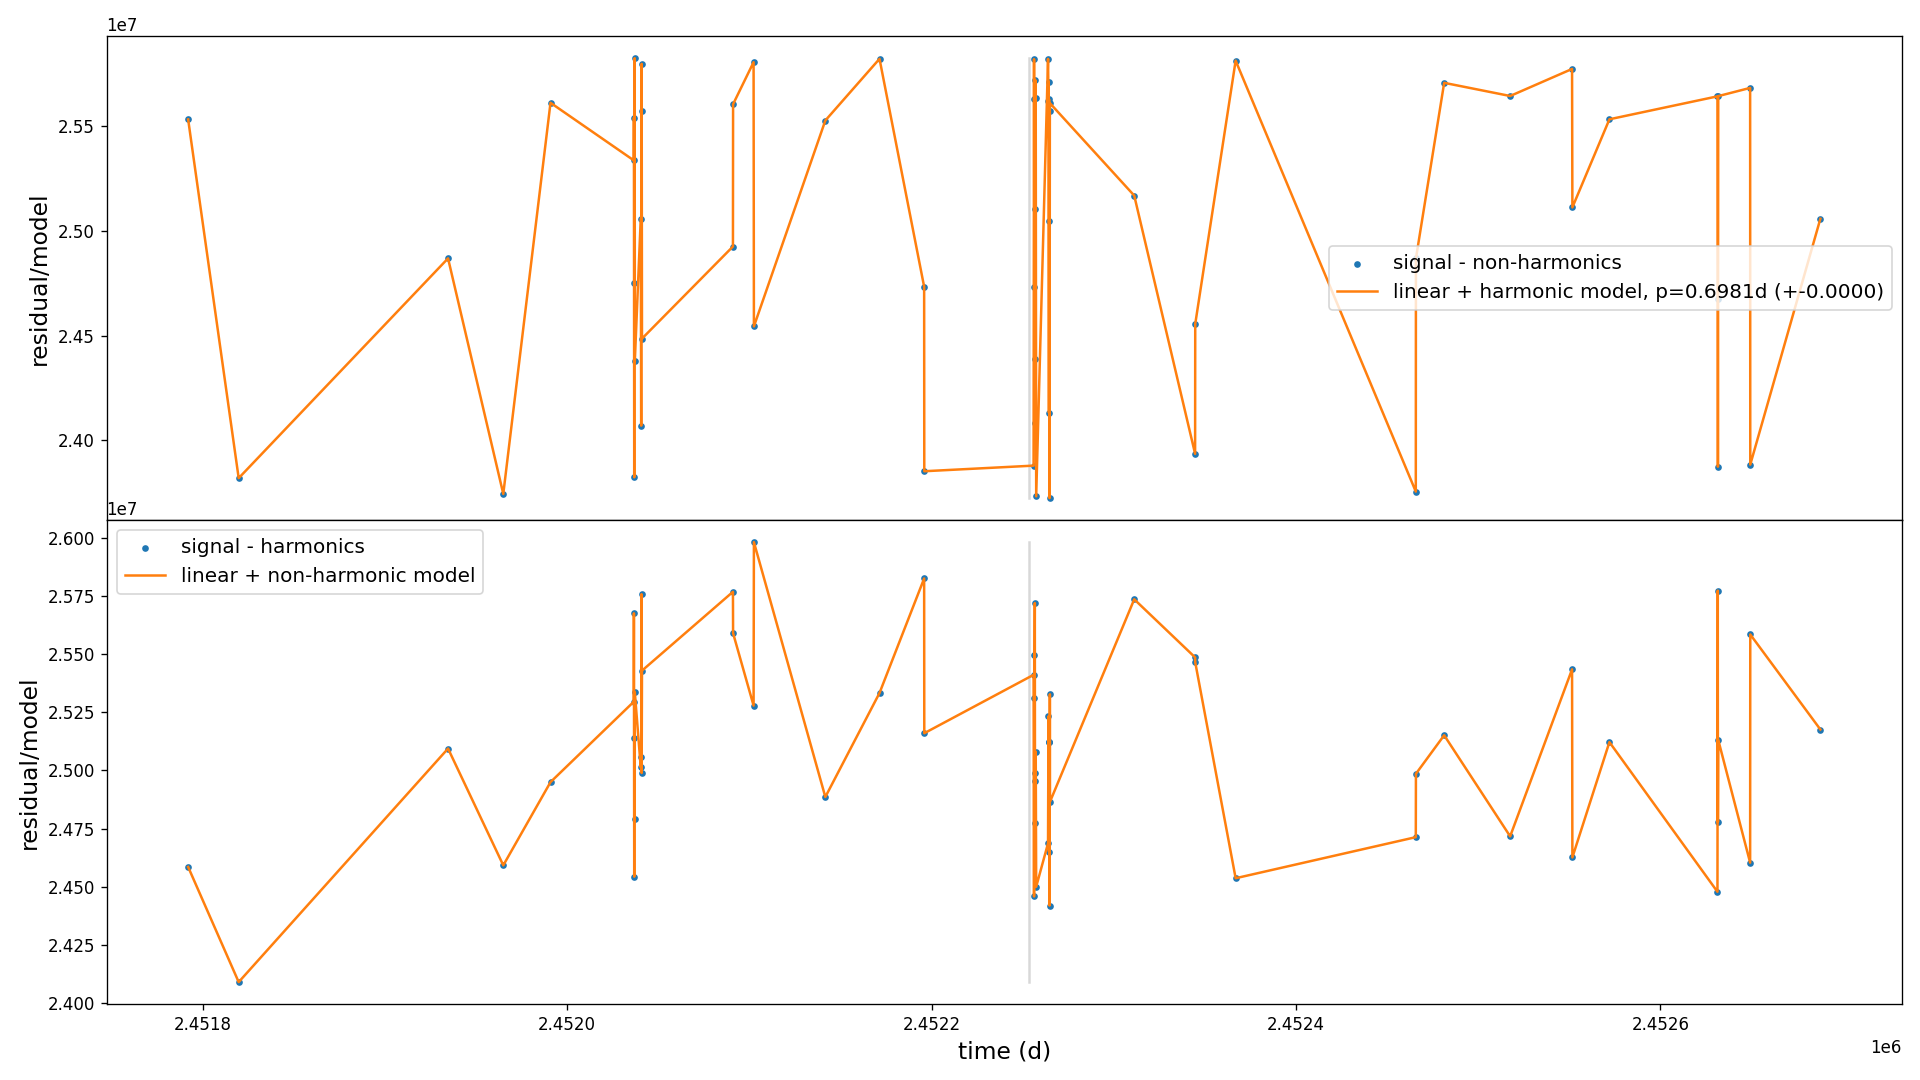 1e7
2.55
2.50
2.45
2.40
residual/model
signal - non-harmonics
linear + harmonic model, p=0.6981d (+-0.0000)
1e7
2.600
2.575
2.550
2.525
2.500
2.475
2.450
2.425
2.400
residual/model
signal - harmonics
linear + non-harmonic model
2.4518
2.4520
2.4522
2.4524
2.4526
time (d)
1e6